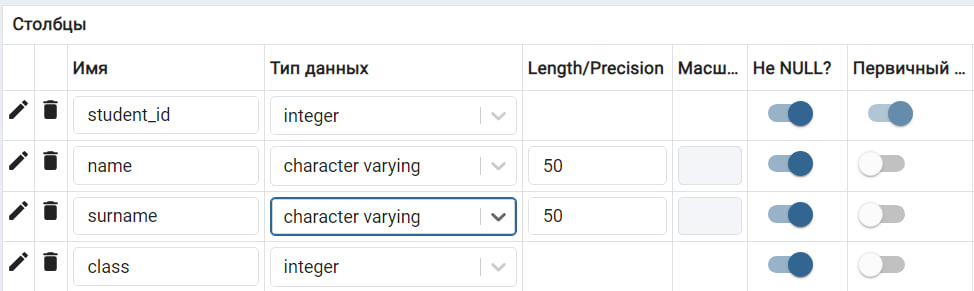 Столбцы
Имя Тип данных Length/Precision Масш... Не NULL? Первичный ...
student_id integer
name character varying 50
surname character varying 50
class integer